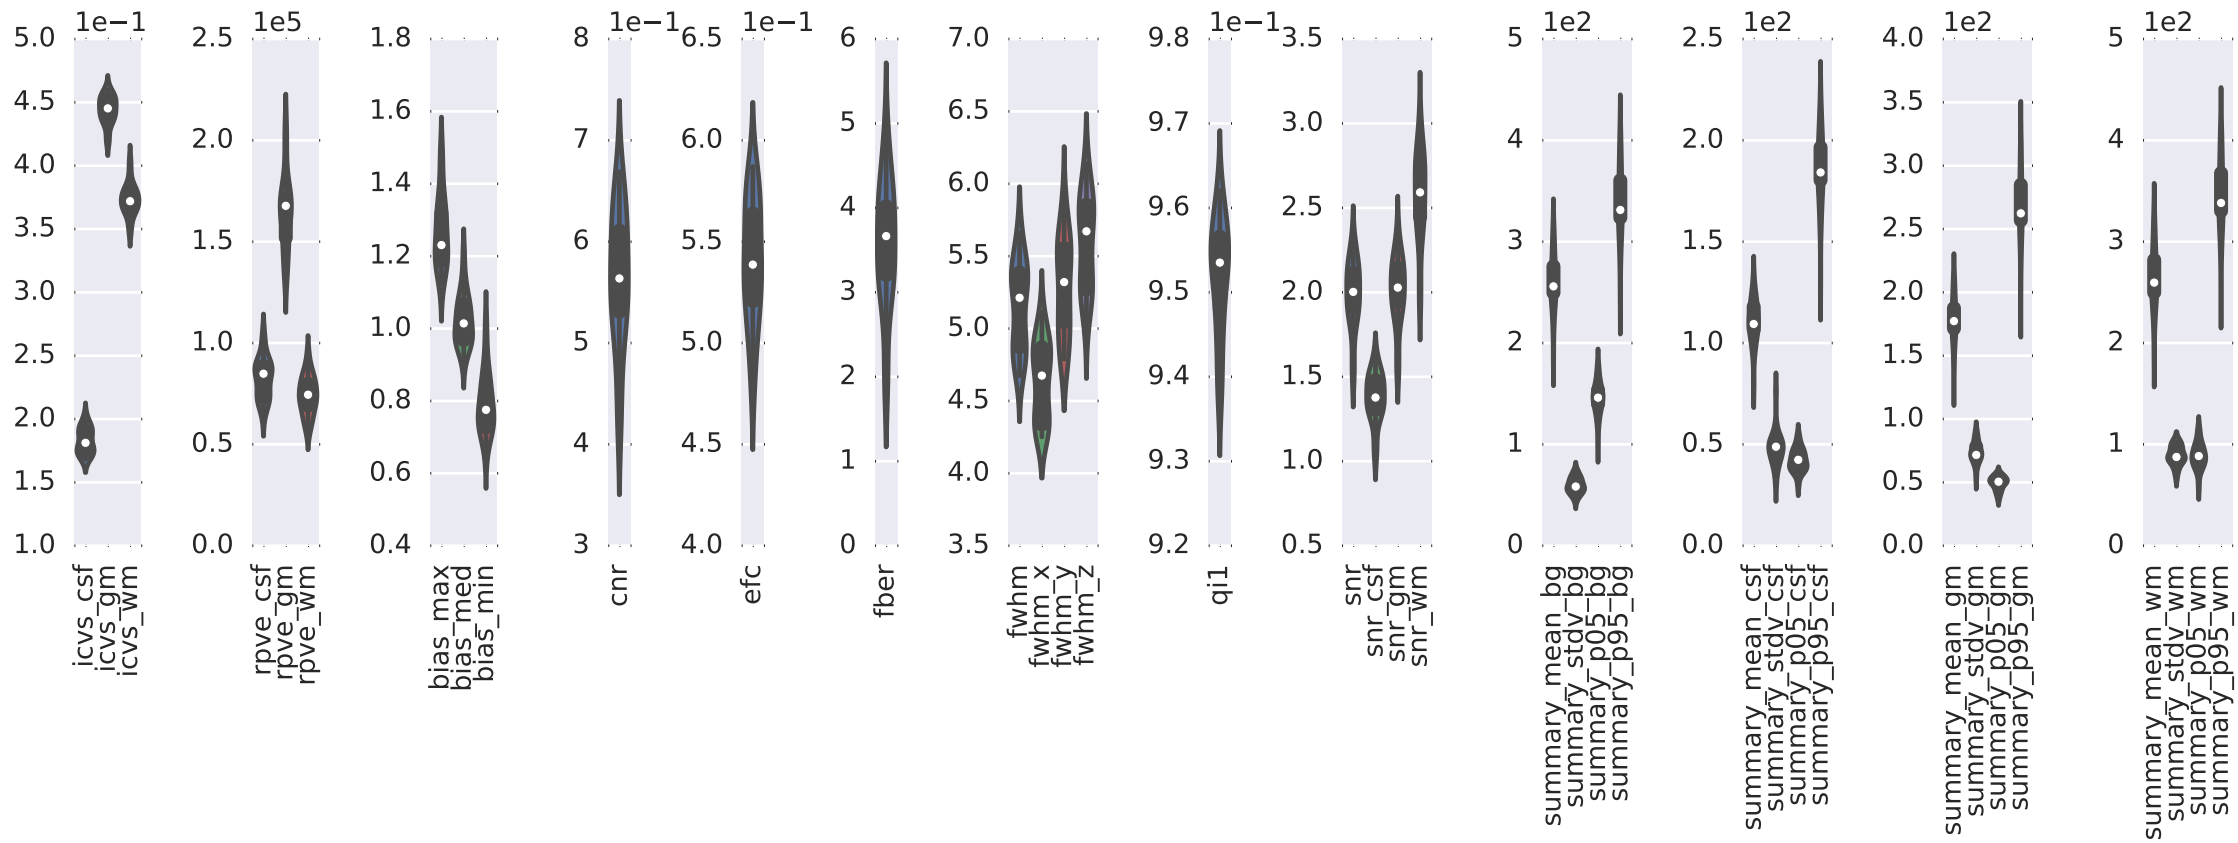 1e−1
5.0
4.5
4.0
3.5
3.0
2.5
2.0
1.5
1.0
icvs_csf
icvs_gm
icvs_wm
1e5
2.5
2.0
1.5
1.0
0.5
0.0
rpve_csf
rpve_gm
rpve_wm
1.8
1.6
1.4
1.2
1.0
0.8
0.6
0.4
bias_max
bias_med
bias_min
1e−1
8
7
6
5
4
3
cnr
1e−1
6.5
6.0
5.5
5.0
4.5
4.0
efc
6
5
4
3
2
1
0
fber
7.0
6.5
6.0
5.5
5.0
4.5
4.0
3.5
fwhm
fwhm_x
fwhm_y
fwhm_z
1e−1
9.8
9.7
9.6
9.5
9.4
9.3
9.2
qi1
3.5
3.0
2.5
2.0
1.5
1.0
0.5
snr
snr_csf
snr_gm
snr_wm
1e2
5
4
3
2
1
0
summary_mean_bg
summary_stdv_bg
summary_p05_bg
summary_p95_bg
1e2
2.5
2.0
1.5
1.0
0.5
0.0
summary_mean_csf
summary_stdv_csf
summary_p05_csf
summary_p95_csf
1e2
4.0
3.5
3.0
2.5
2.0
1.5
1.0
0.5
0.0
summary_mean_gm
summary_stdv_gm
summary_p05_gm
summary_p95_gm
1e2
5
4
3
2
1
0
summary_mean_wm
summary_stdv_wm
summary_p05_wm
summary_p95_wm